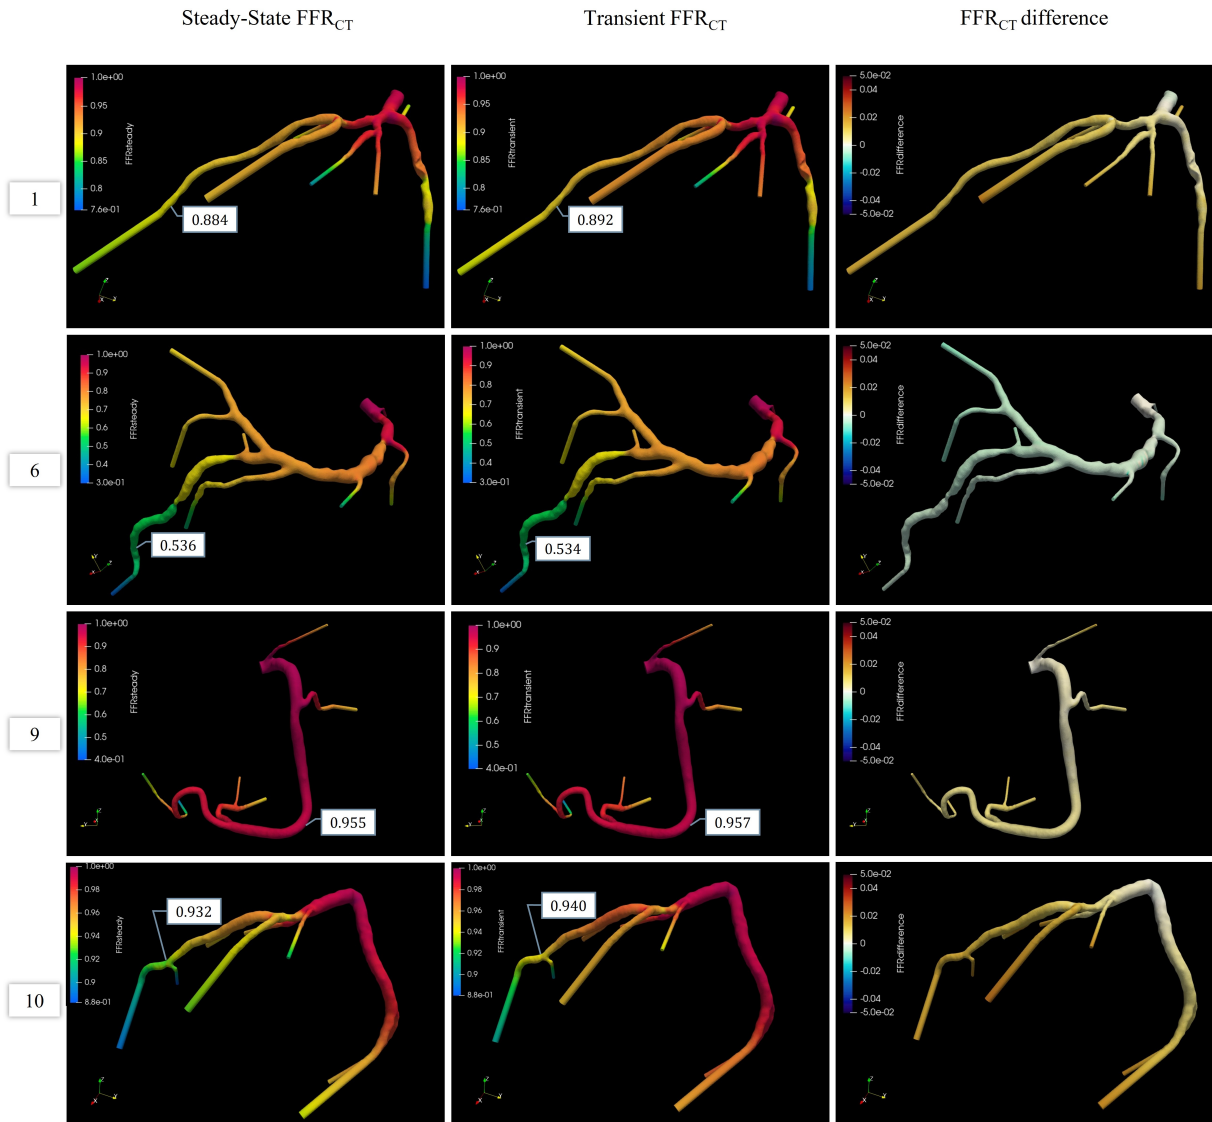 Steady-State FFRCT
Transient FFRCT
FFRCT difference
1
1.0e+00
0.95
0.9
0.85
0.8
7.6e-01
FFRsteady
0.884
1.0e+00
0.95
0.9
0.85
0.8
7.6e-01
FFRtransient
0.892
5.0e-02
0.04
0.02
0
-0.02
-0.04
-5.0e-02
FFRdifference
6
1.0e+00
0.9
0.8
0.7
0.6
0.5
0.4
3.0e-01
FFRsteady
0.536
1.0e+00
0.9
0.8
0.7
0.6
0.5
0.4
3.0e-01
FFRtransient
0.534
5.0e-02
0.04
0.02
0
-0.02
-0.04
-5.0e-02
FFRdifference
9
1.0e+00
0.9
0.8
0.7
0.6
0.5
4.0e-01
FFRsteady
0.955
1.0e+00
0.9
0.8
0.7
0.6
0.5
4.0e-01
FFRtransient
0.957
5.0e-02
0.04
0.02
0
-0.02
-0.04
-5.0e-02
FFRdifference
10
1.0e+00
0.98
0.96
0.94
0.92
0.9
8.8e-01
FFRsteady
0.932
1.0e+00
0.98
0.96
0.94
0.92
0.9
8.8e-01
FFRtransient
0.940
5.0e-02
0.04
0.02
0
-0.02
-0.04
-5.0e-02
FFRdifference